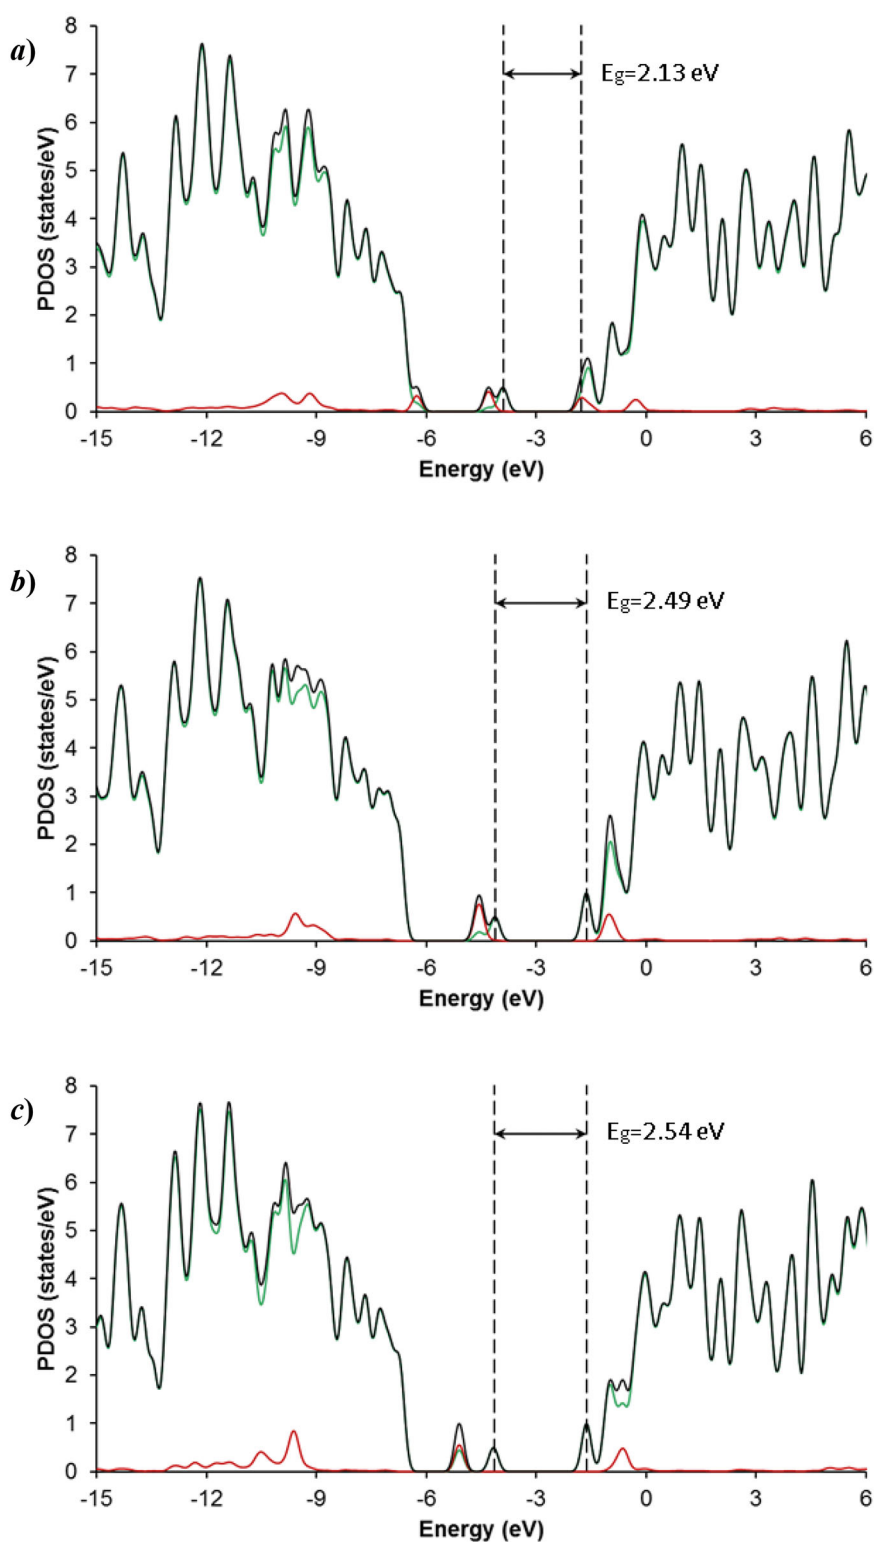 a)
8
7
6
5
4
3
2
1
0
PDOS (states/eV)
Eg=2.13 eV
-15 -12 -9 -6 -3 0 3 6
Energy (eV)
b)
8
7
6
5
4
3
2
1
0
PDOS (states/eV)
Eg=2.49 eV
-15 -12 -9 -6 -3 0 3 6
Energy (eV)
c)
8
7
6
5
4
3
2
1
0
PDOS (states/eV)
Eg=2.54 eV
-15 -12 -9 -6 -3 0 3 6
Energy (eV)